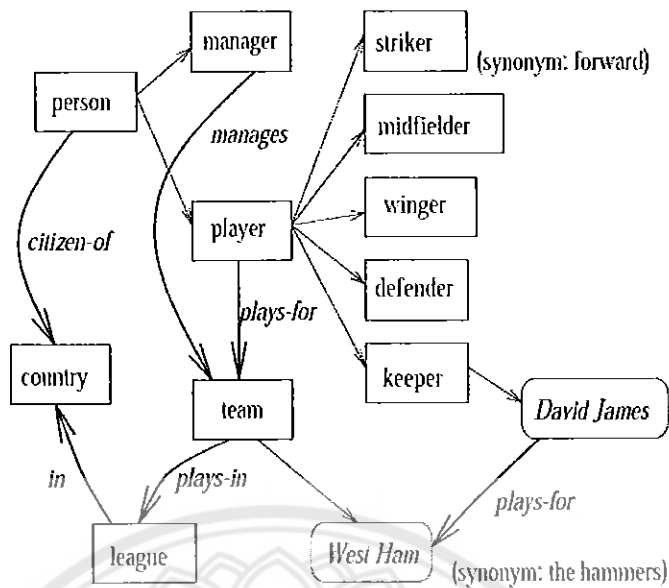 manager
striker
(synonym: forward)
person
manages
midfielder
player
winger
citizen-of
plays-for
defender
country
team
keeper
David James
in
plays-in
plays-for
league
West Ham
(synonym: the hammers)